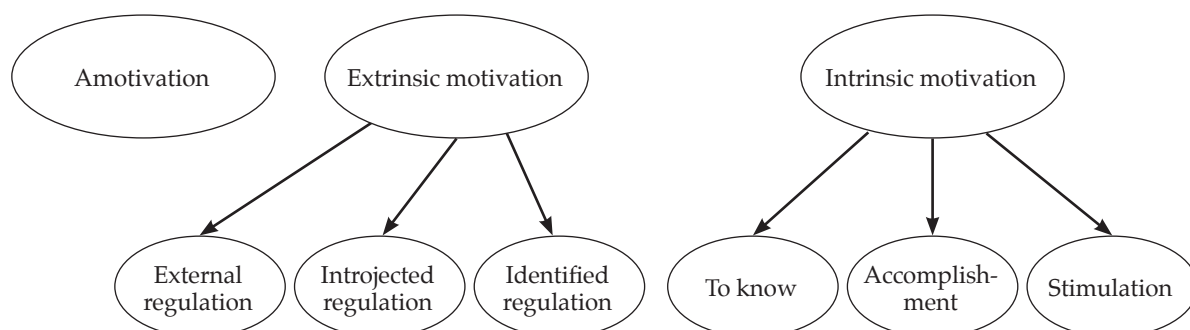 Amotivation
Extrinsic motivation
Intrinsic motivation
External
regulation
Introjected
regulation
Identified
regulation
To know
Accomplish-
ment
Stimulation